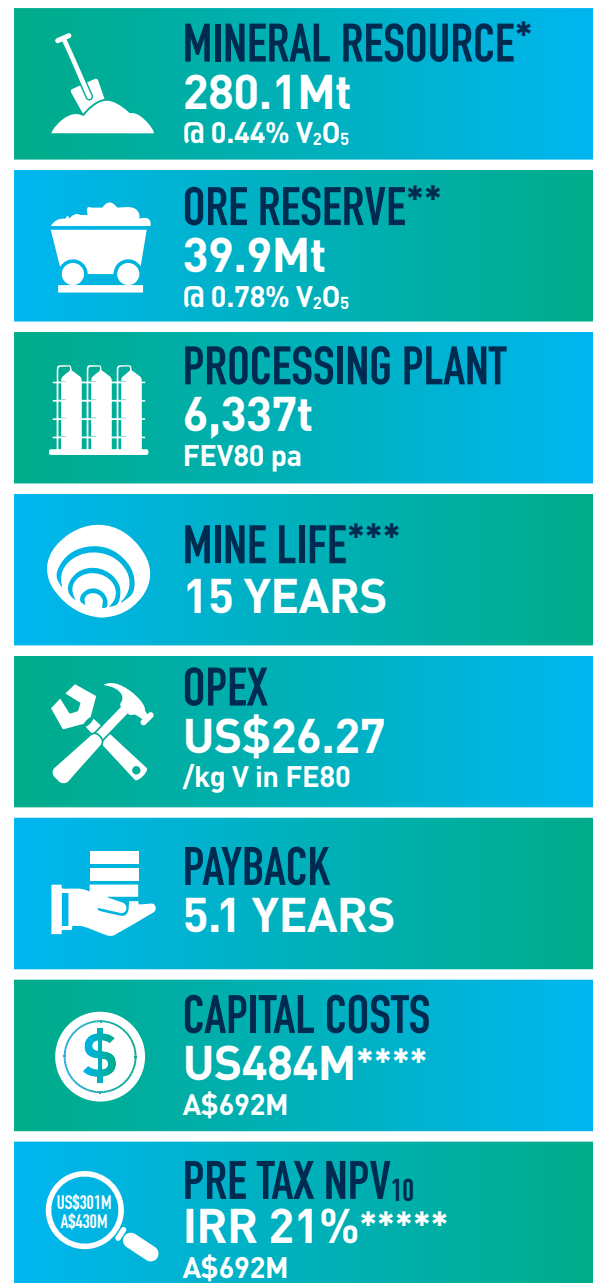 MINERAL RESOURCE*
280.1Mt
@ 0.44% V₂O₅
ORE RESERVE**
39.9Mt
@ 0.78% V₂O₅
PROCESSING PLANT
6,337t
FEV80 pa
MINE LIFE***
15 YEARS
OPEX
US$26.27
/kg V in FE80
PAYBACK
5.1 YEARS
$
CAPITAL COSTS
US484M****
A$692M
US$301M
A$430M
PRE TAX NPV₁₀
IRR 21%*****
A$692M